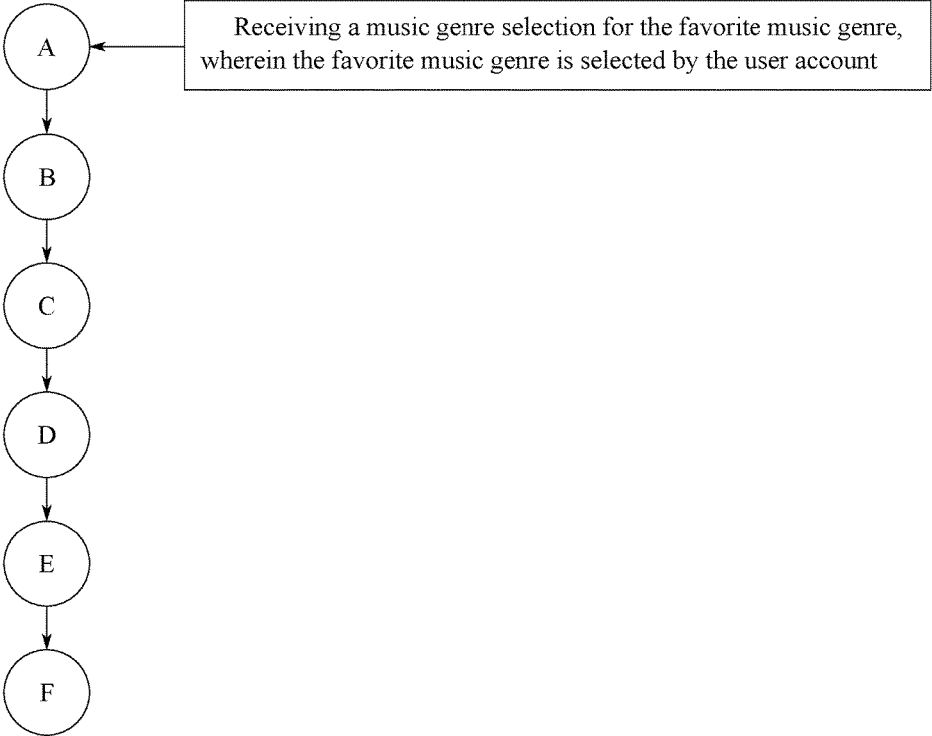 A
Receiving a music genre selection for the favorite music genre,
wherein the favorite music genre is selected by the user account
B
C
D
E
F